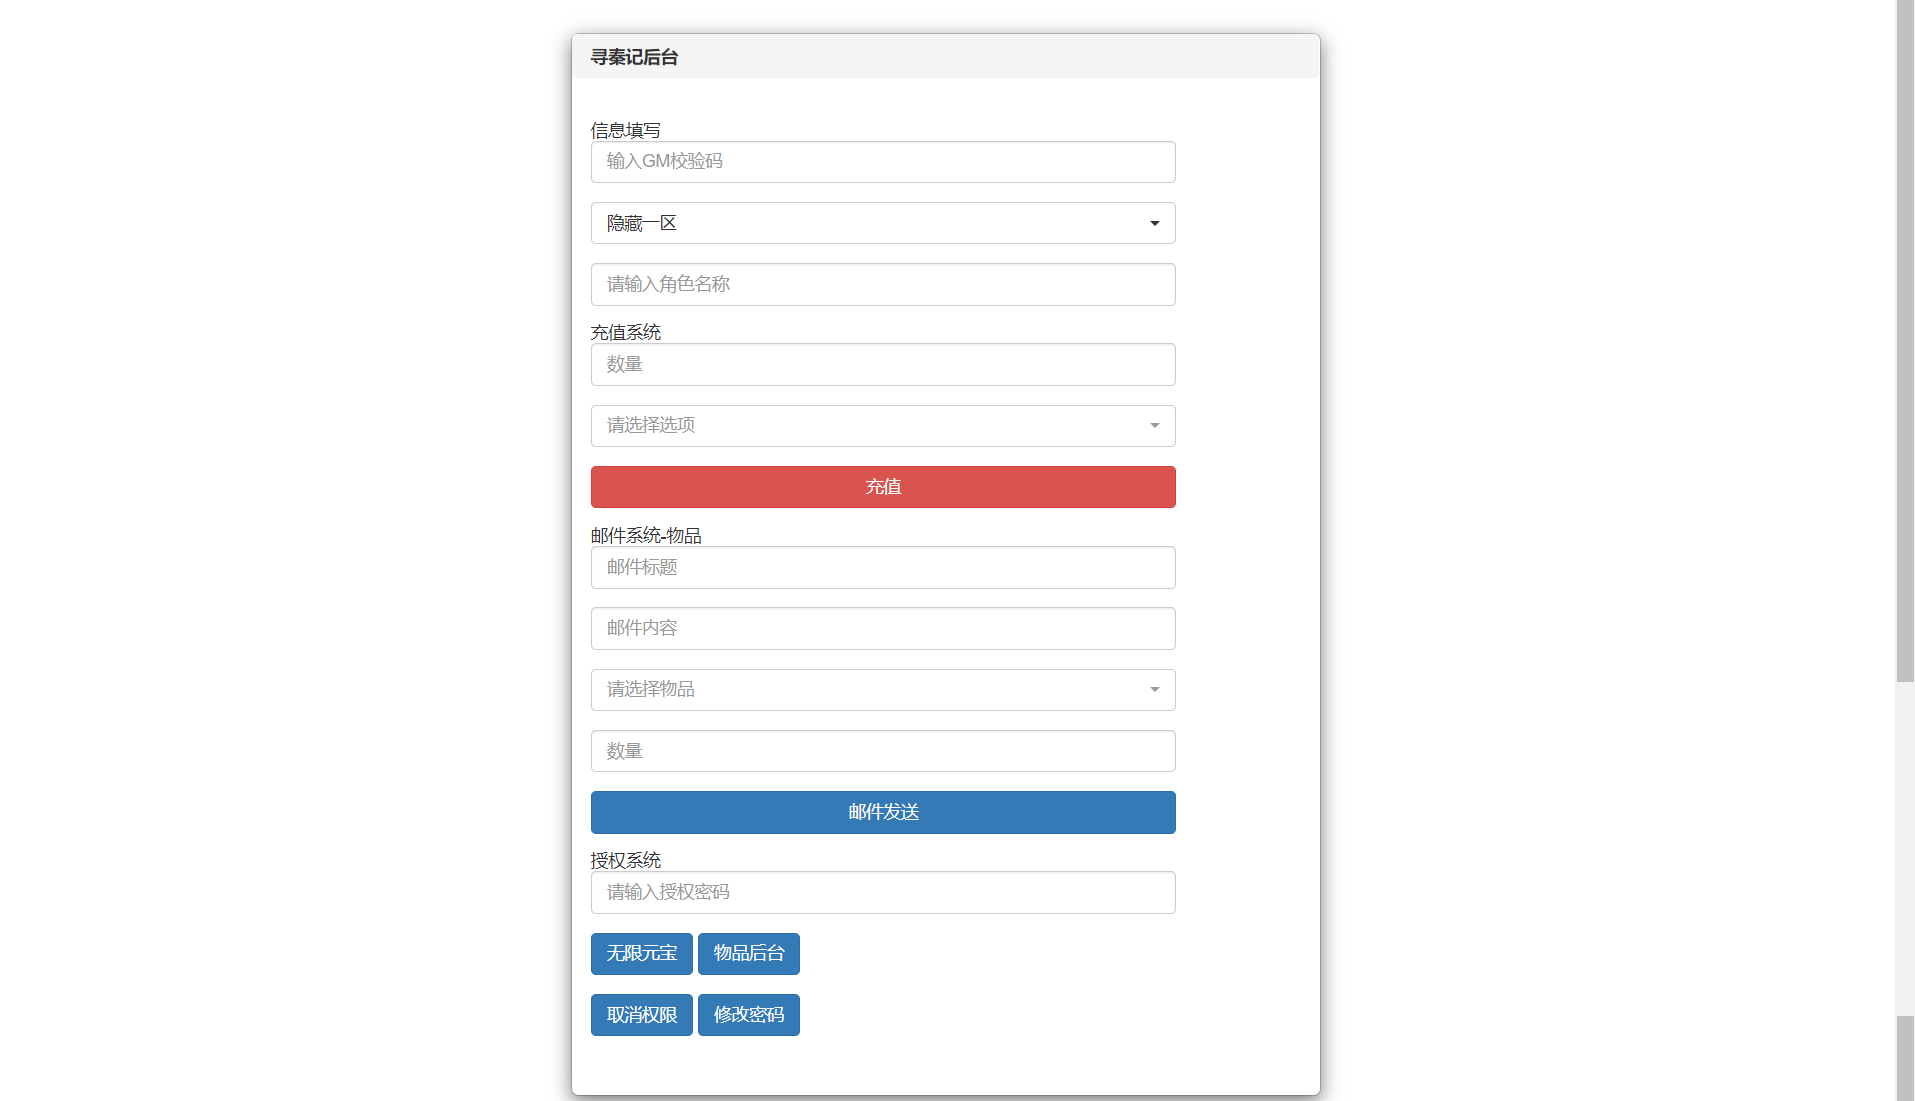 寻秦记后台
信息填写
输入GM校验码
隐藏一区
请输入角色名称
充值系统
数量
请选择选项
充值
邮件系统-物品
邮件标题
邮件内容
请选择物品
数量
邮件发送
授权系统
请输入授权密码
无限元宝 物品后台
取消权限 修改密码